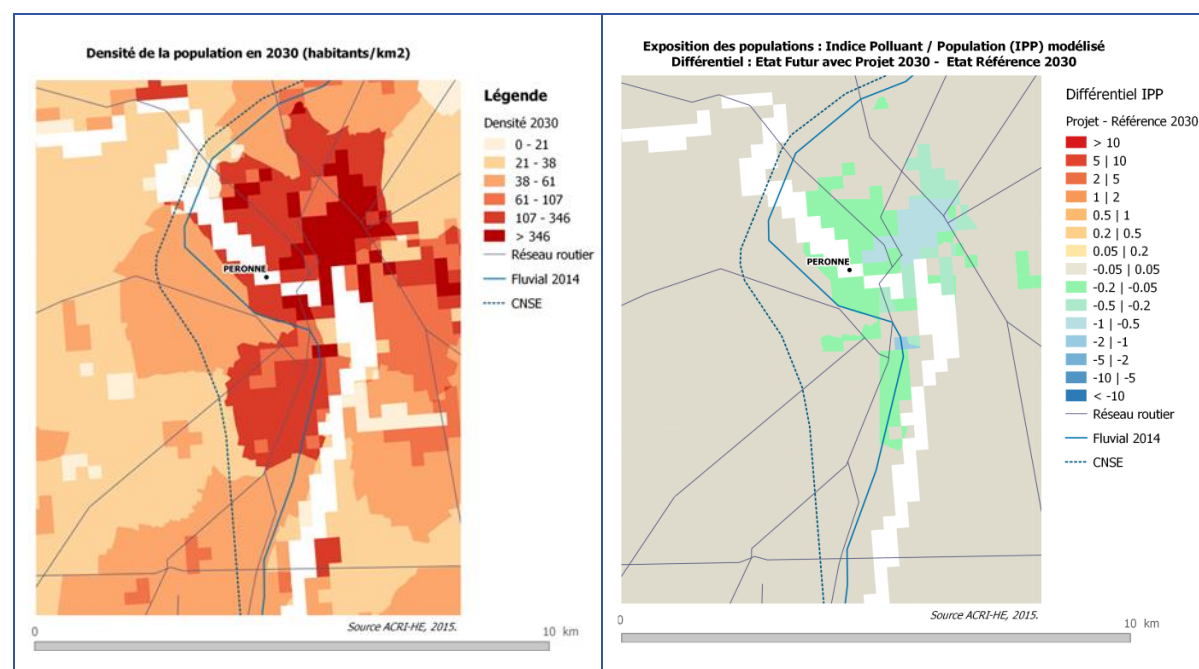 Densité de la population en 2030 (habitants/km2)
Légende
Densité 2030
0 - 21
21 - 38
38 - 61
61 - 107
107 - 346
> 346
Réseau routier
Fluvial 2014
CNSE
PERONNE
Source ACRI-HE, 2015.
0
10 km
Exposition des populations : Indice Polluant / Population (IPP) modélisé
Différentiel : Etat Futur avec Projet 2030 - Etat Référence 2030
Différentiel IPP
Projet - Référence 2030
> 10
5 | 10
2 | 5
1 | 2
0.5 | 1
0.2 | 0.5
0.05 | 0.2
-0.05 | 0.05
-0.2 | -0.05
-0.5 | -0.2
-1 | -0.5
-2 | -1
-5 | -2
-10 | -5
< -10
Réseau routier
Fluvial 2014
CNSE
PERONNE
Source ACRI-HE, 2015.
0
10 km